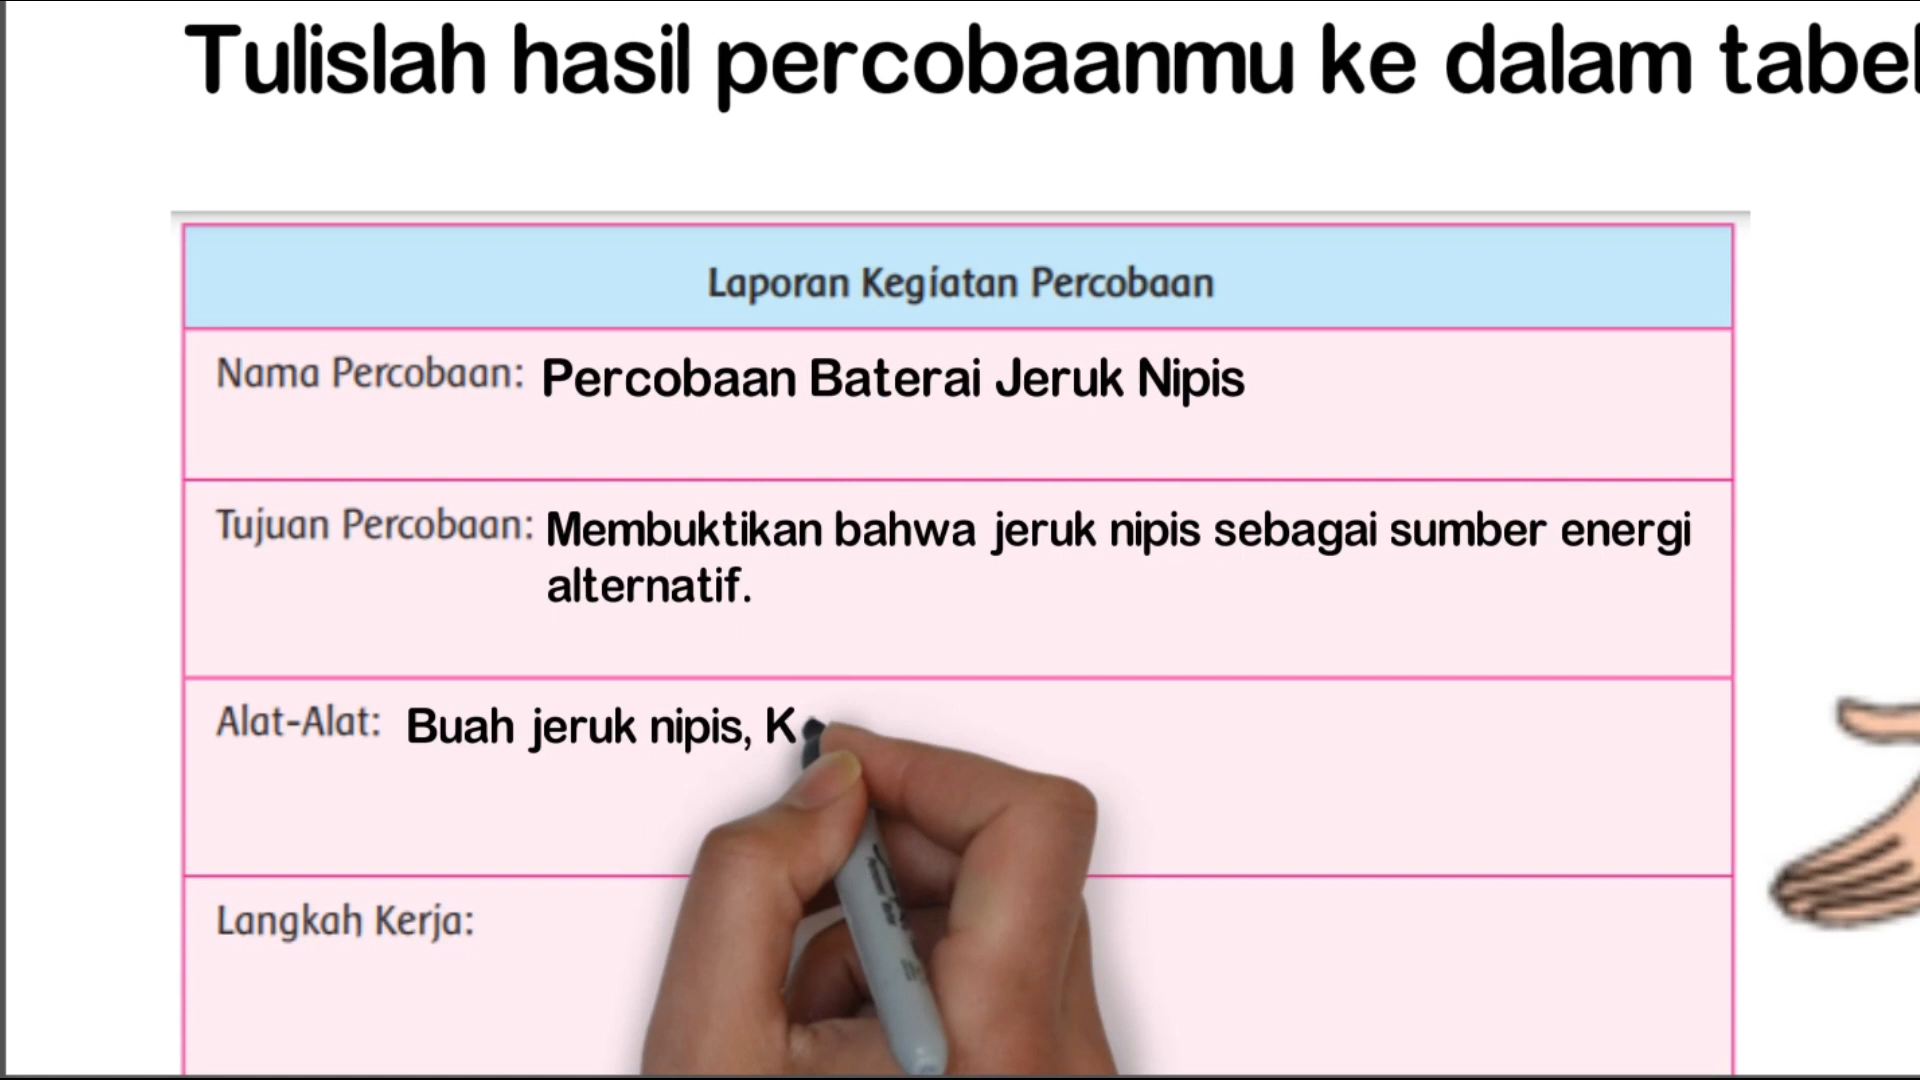 Tulislah hasil percobaanmu ke dalam tabel
Laporan Kegiatan Percobaan
Nama Percobaan: Percobaan Baterai Jeruk Nipis
Tujuan Percobaan: Membuktikan bahwa jeruk nipis sebagai sumber energi
alternatif.
Alat-Alat: Buah jeruk nipis, K
Langkah Kerja: